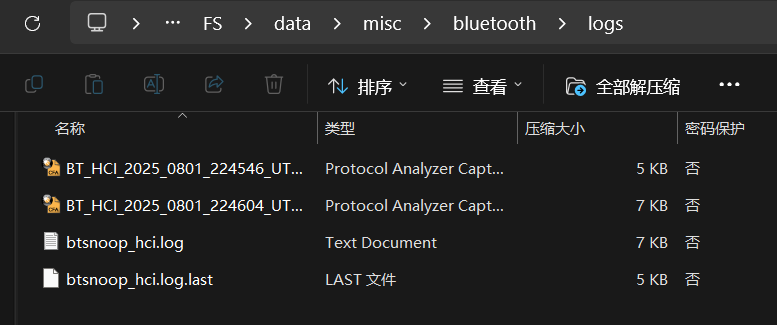 FS data misc bluetooth logs
排序 查看 全部解压缩
名称 类型 压缩大小 密码保护
BT_HCI_2025_0801_224546_UT... Protocol Analyzer Capt... 5 KB 否
BT_HCI_2025_0801_224604_UT... Protocol Analyzer Capt... 7 KB 否
btsnoop_hci.log Text Document 7 KB 否
btsnoop_hci.log.last LAST 文件 5 KB 否